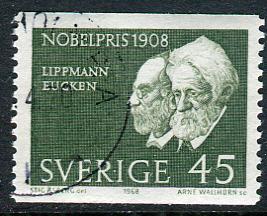 NOBELPRIS 1908
LIPPMANN
EUCKEN
SVERIGE 45
STIG ÅSBERG del 1968 ARNE WALLHORN sc